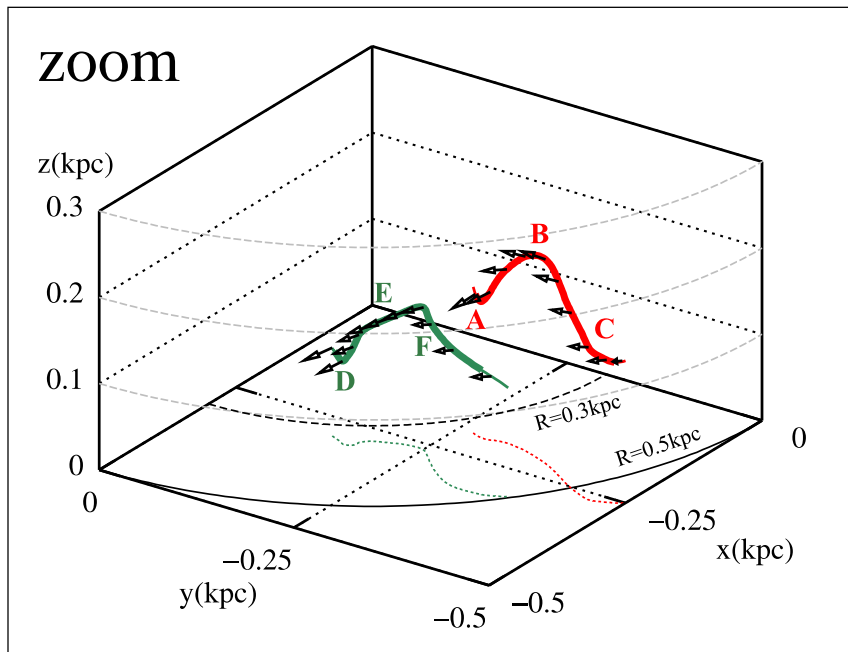 zoom
z(kpc)
0.3
0.2
0.1
0
0
−0.25
y(kpc)
−0.5
−0.5
−0.25
x(kpc)
0
A
B
C
D
E
F
R=0.3kpc
R=0.5kpc